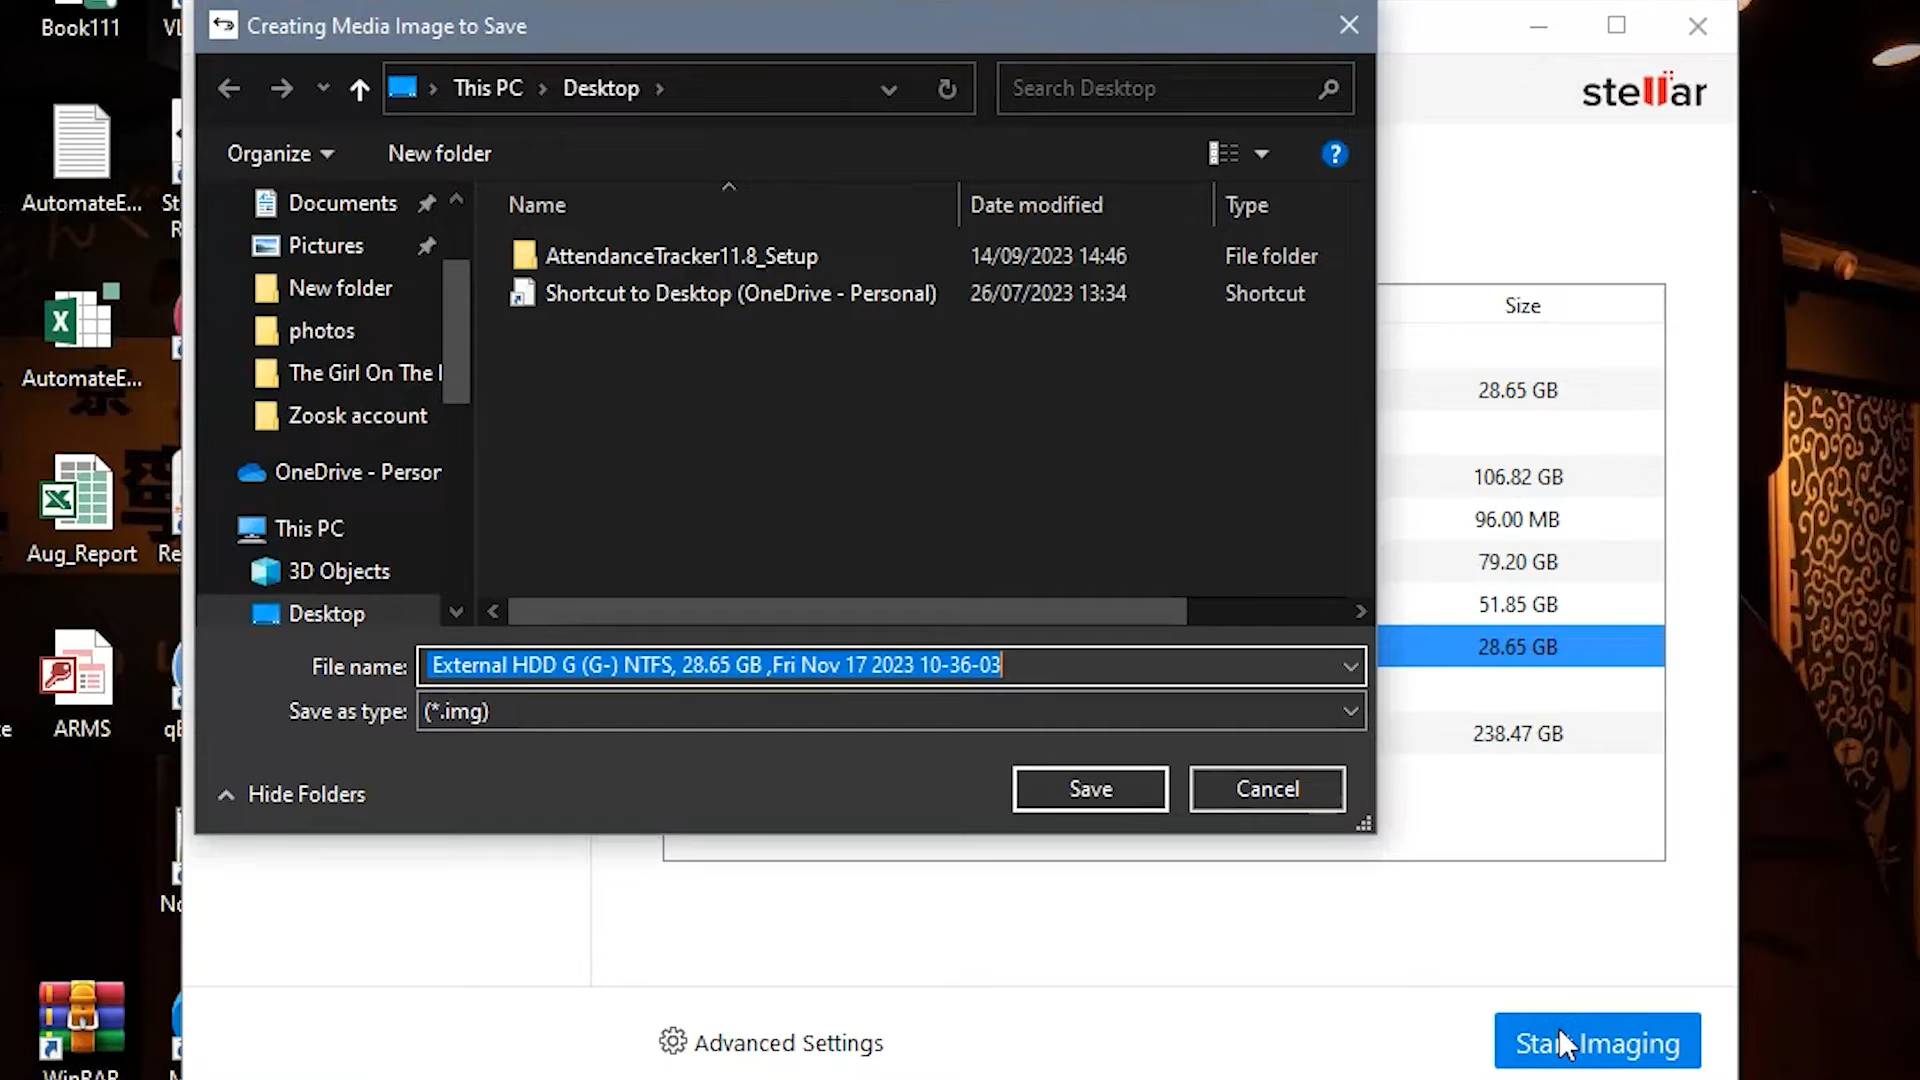 Book111
Creating Media Image to Save
stellar
This PC
Desktop
Search Desktop
Organize
New folder
?
AutomateE...
Documents
Name
Date modified
Type
Pictures
AttendanceTracker11.8_Setup
14/09/2023 14:46
File folder
New folder
Shortcut to Desktop (OneDrive - Personal)
26/07/2023 13:34
Shortcut
Size
photos
AutomateE...
The Girl On The
28.65 GB
Zoosk account
OneDrive - Person
106.82 GB
This PC
96.00 MB
Aug_Report
3D Objects
79.20 GB
Desktop
51.85 GB
File name:
External HDD G (G-) NTFS, 28.65 GB ,Fri Nov 17 2023 10-36-03
28.65 GB
Save as type:
(*.img)
ARMS
238.47 GB
Hide Folders
Save
Cancel
Advanced Settings
Start Imaging
WinRAR